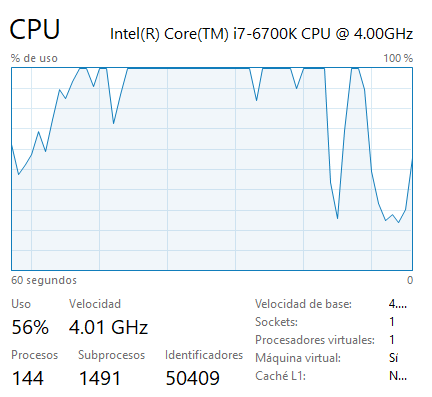 CPU Intel(R) Core(TM) i7-6700K CPU @ 4.00GHz
% de uso 100 %
60 segundos 0
Uso Velocidad
56% 4.01 GHz
Procesos Subprocesos Identificadores
144 1491 50409
Velocidad de base: 4....
Sockets: 1
Procesadores virtuales: 1
Máquina virtual: Sí
Caché L1: N...